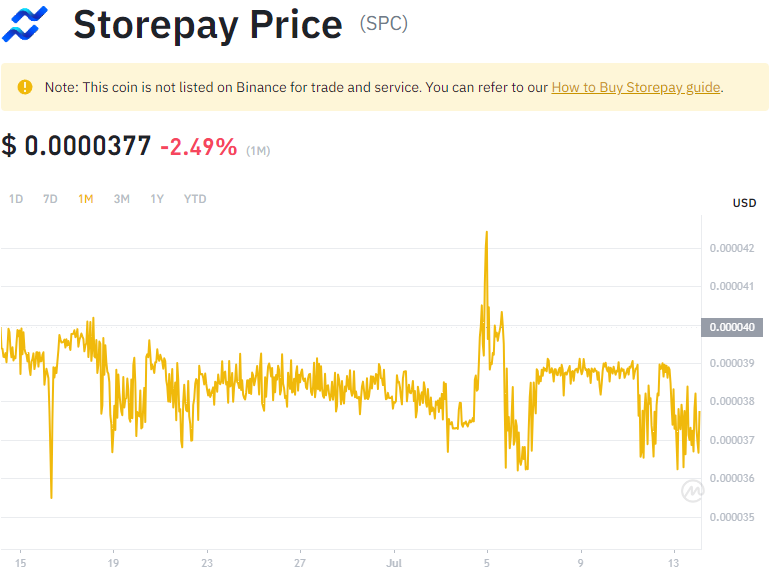 Storepay Price (SPC)
Note: This coin is not listed on Binance for trade and service. You can refer to our How to Buy Storepay guide.
$ 0.0000377 -2.49% (1M)
1D 7D 1M 3M 1Y YTD
USD
0.000042
0.000041
0.000040
0.000039
0.000038
0.000037
0.000036
0.000035
15 19 23 27 Jul 5 9 13